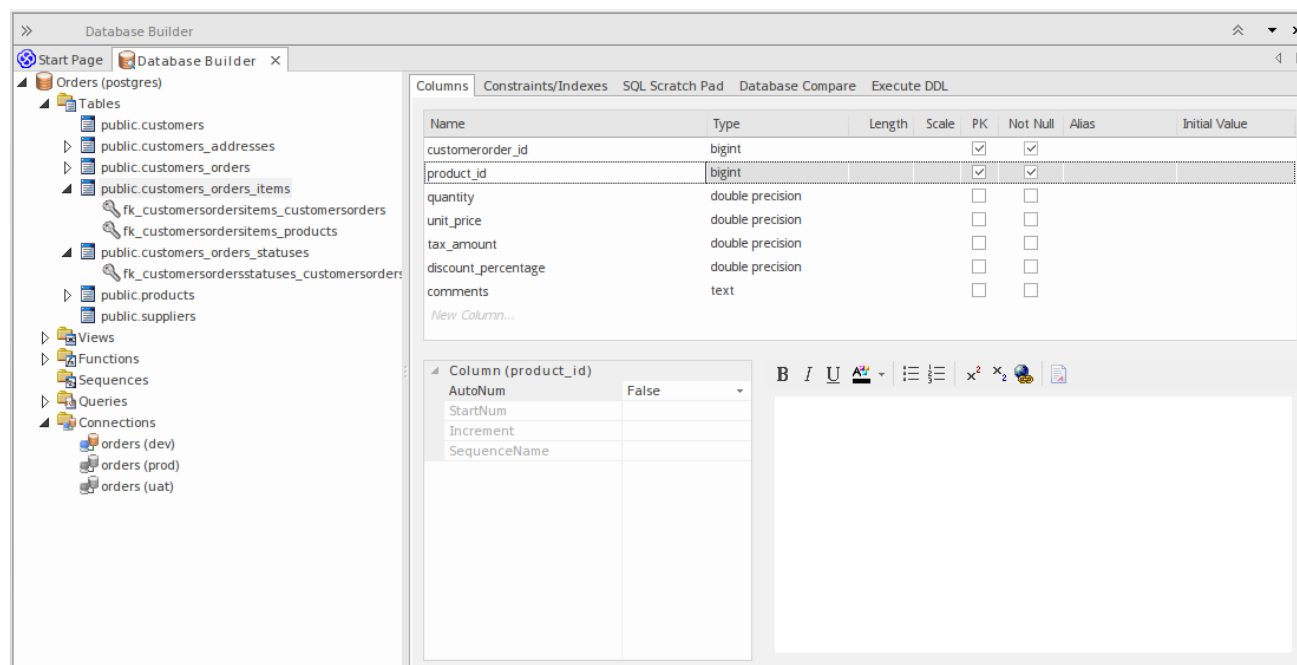 Database Builder
Start Page
Database Builder
Orders (postgres)
Tables
public.customers
public.customers_addresses
public.customers_orders
public.customers_orders_items
fk_customersordersitems_customersorders
fk_customersordersitems_products
public.customers_orders_statuses
fk_customersordersstatuses_customersorders
public.products
public.suppliers
Views
Functions
Sequences
Queries
Connections
orders (dev)
orders (prod)
orders (uat)
Columns Constraints/Indexes SQL Scratch Pad Database Compare Execute DDL
Name Type Length Scale PK Not Null Alias Initial Value
customerorder_id bigint
product_id bigint
quantity double precision
unit_price double precision
tax_amount double precision
discount_percentage double precision
comments text
New Column...
Column (product_id)
AutoNum False
StartNum
Increment
SequenceName
B I U A x² x₂